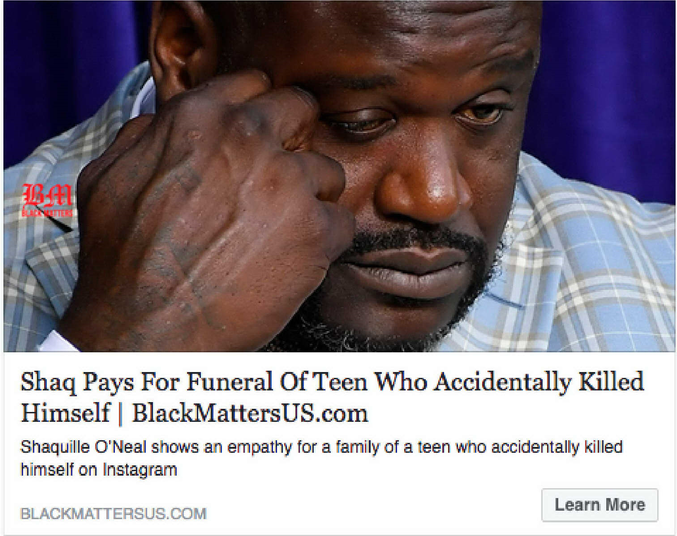 BM
BLACK MATTERS
Shaq Pays For Funeral Of Teen Who Accidentally Killed
Himself | BlackMattersUS.com
Shaquille O'Neal shows an empathy for a family of a teen who accidentally killed
himself on Instagram
BLACKMATTERSUS.COM
Learn More